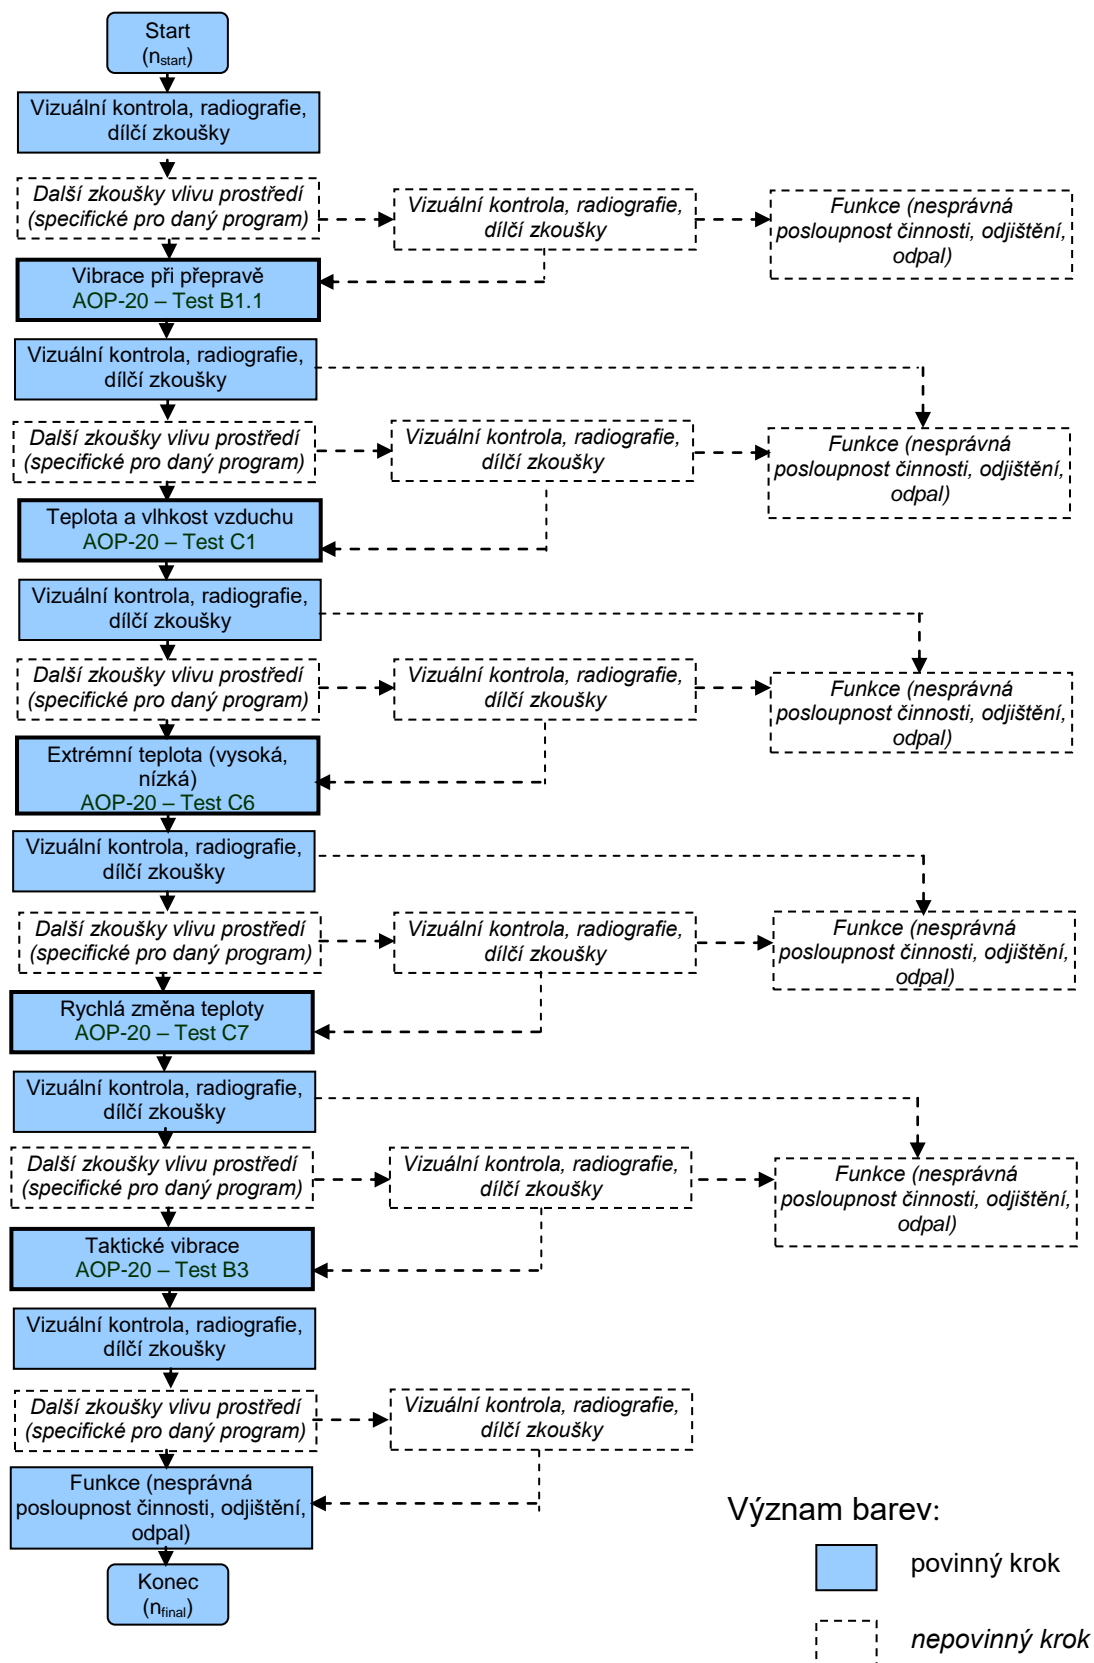 Start
(nstart)
Vizuální kontrola, radiografie,
dílčí zkoušky
Další zkoušky vlivu prostředí
(specifické pro daný program)
Vizuální kontrola, radiografie,
dílčí zkoušky
Funkce (nesprávná
posloupnost činnosti, odjištění,
odpal)
Vibrace při přepravě
AOP-20 – Test B1.1
Vizuální kontrola, radiografie,
dílčí zkoušky
Další zkoušky vlivu prostředí
(specifické pro daný program)
Vizuální kontrola, radiografie,
dílčí zkoušky
Funkce (nesprávná
posloupnost činnosti, odjištění,
odpal)
Teplota a vlhkost vzduchu
AOP-20 – Test C1
Vizuální kontrola, radiografie,
dílčí zkoušky
Další zkoušky vlivu prostředí
(specifické pro daný program)
Vizuální kontrola, radiografie,
dílčí zkoušky
Funkce (nesprávná
posloupnost činnosti, odjištění,
odpal)
Extrémní teplota (vysoká,
nízká)
AOP-20 – Test C6
Vizuální kontrola, radiografie,
dílčí zkoušky
Další zkoušky vlivu prostředí
(specifické pro daný program)
Vizuální kontrola, radiografie,
dílčí zkoušky
Funkce (nesprávná
posloupnost činnosti, odjištění,
odpal)
Rychlá změna teploty
AOP-20 – Test C7
Vizuální kontrola, radiografie,
dílčí zkoušky
Další zkoušky vlivu prostředí
(specifické pro daný program)
Vizuální kontrola, radiografie,
dílčí zkoušky
Funkce (nesprávná
posloupnost činnosti, odjištění,
odpal)
Taktické vibrace
AOP-20 – Test B3
Vizuální kontrola, radiografie,
dílčí zkoušky
Další zkoušky vlivu prostředí
(specifické pro daný program)
Vizuální kontrola, radiografie,
dílčí zkoušky
Funkce (nesprávná
posloupnost činnosti, odjištění,
odpal)
Konec
(nfinal)
Význam barev:
povinný krok
nepovinný krok